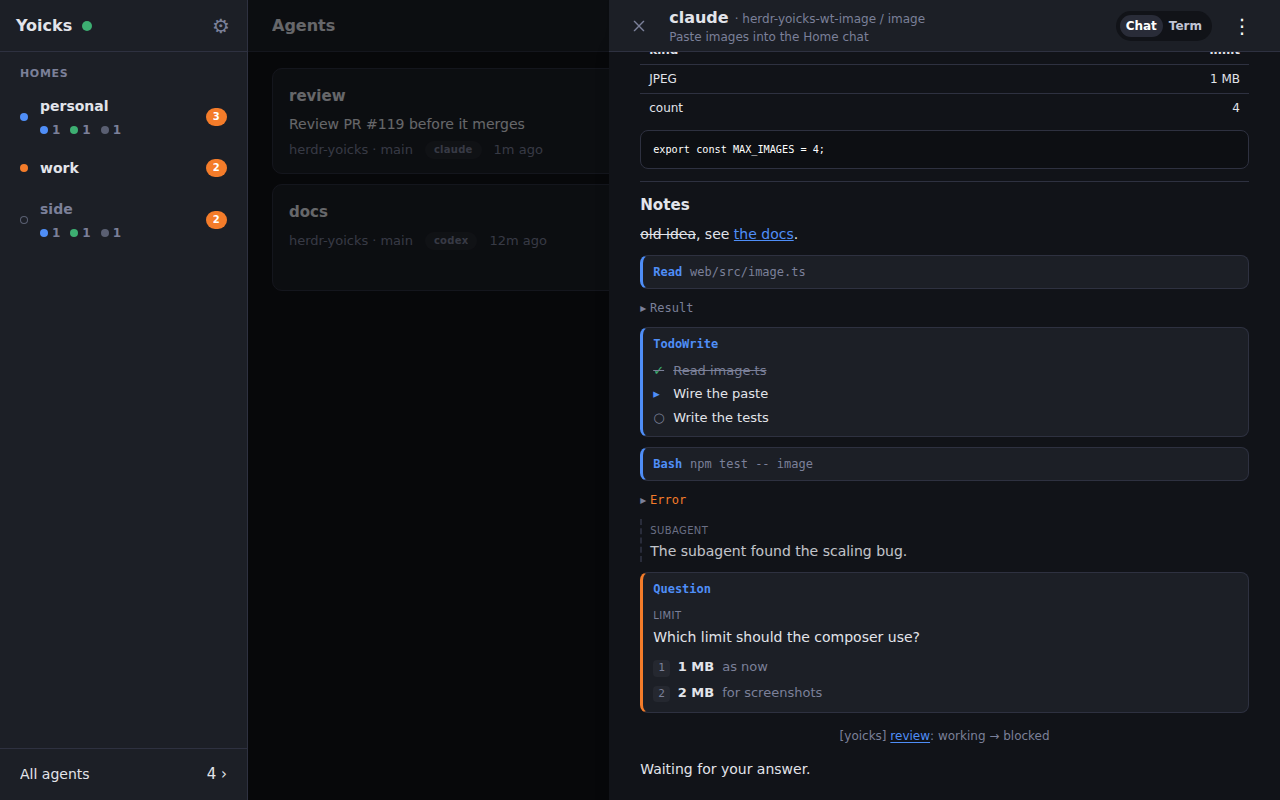 Yoicks
HOMES
personal
3
1 1 1
work
2
side
2
1 1 1
All agents
4 ›
Agents
review
Review PR #119 before it merges
herdr-yoicks · main claude 1m ago
docs
herdr-yoicks · main codex 12m ago
claude · herdr-yoicks-wt-image / image
Paste images into the Home chat
Chat Term
JPEG 1 MB
count 4
export const MAX_IMAGES = 4;
Notes
old idea, see the docs.
Read web/src/image.ts
▸ Result
TodoWrite
✓ Read image.ts
▸ Wire the paste
○ Write the tests
Bash npm test -- image
▸ Error
SUBAGENT
The subagent found the scaling bug.
Question
LIMIT
Which limit should the composer use?
1 1 MB as now
2 2 MB for screenshots
[yoicks] review: working → blocked
Waiting for your answer.